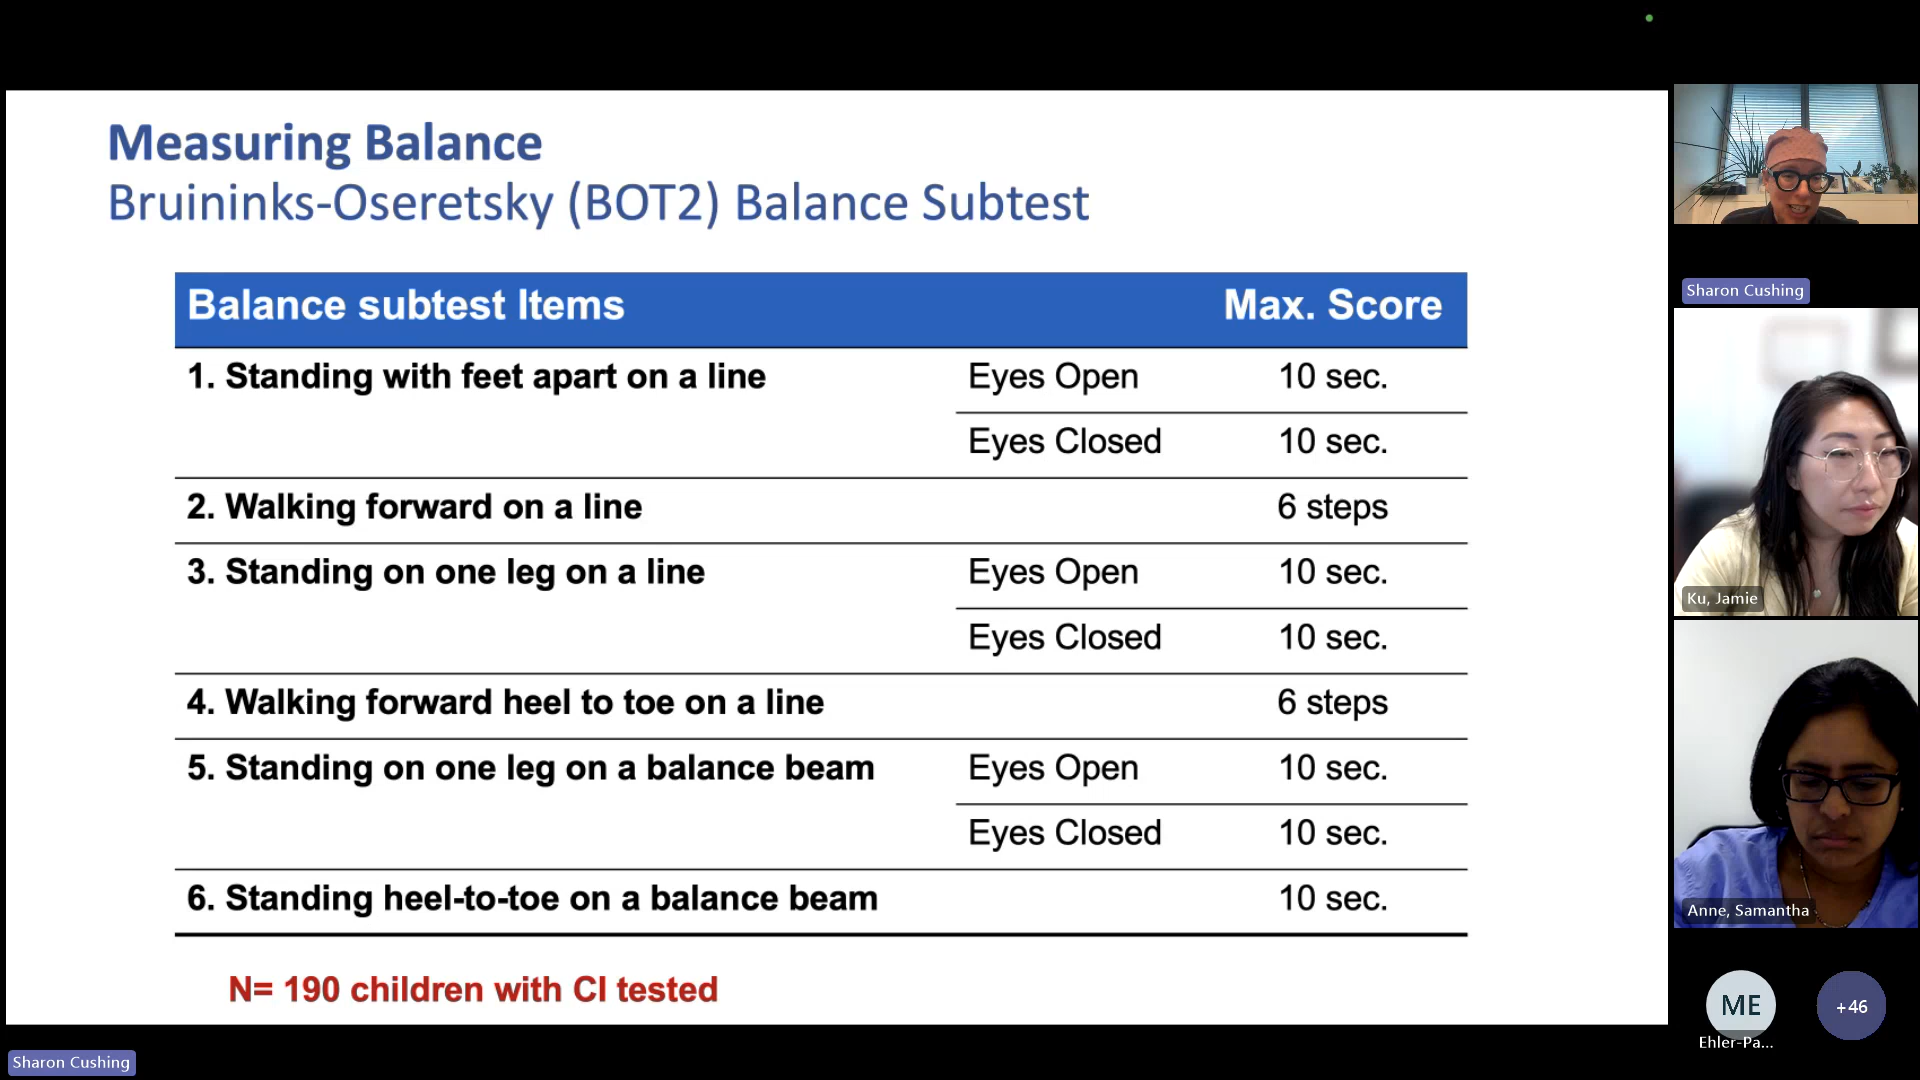 Measuring Balance
Bruininks-Oseretsky (BOT2) Balance Subtest
Balance subtest Items Max. Score
1. Standing with feet apart on a line Eyes Open 10 sec.
Eyes Closed 10 sec.
2. Walking forward on a line 6 steps
3. Standing on one leg on a line Eyes Open 10 sec.
Eyes Closed 10 sec.
4. Walking forward heel to toe on a line 6 steps
5. Standing on one leg on a balance beam Eyes Open 10 sec.
Eyes Closed 10 sec.
6. Standing heel-to-toe on a balance beam 10 sec.
N= 190 children with CI tested
Sharon Cushing
Sharon Cushing
Ku, Jamie
Anne, Samantha
ME
+46
Ehler-Pa...